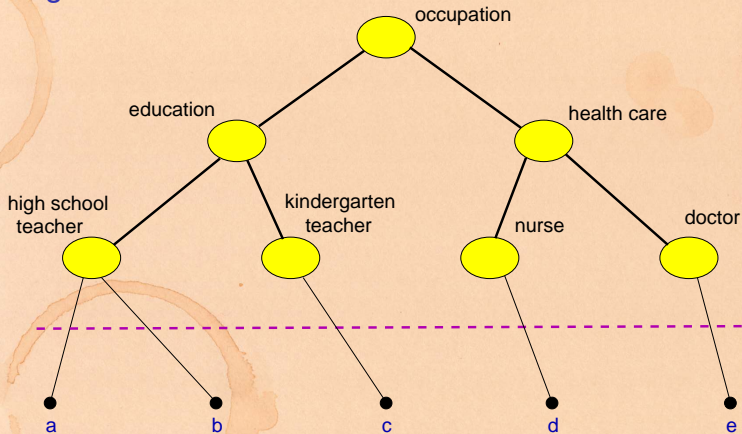 occupation
education
health care
high school
teacher
kindergarten
teacher
nurse
doctor
a
b
c
d
e